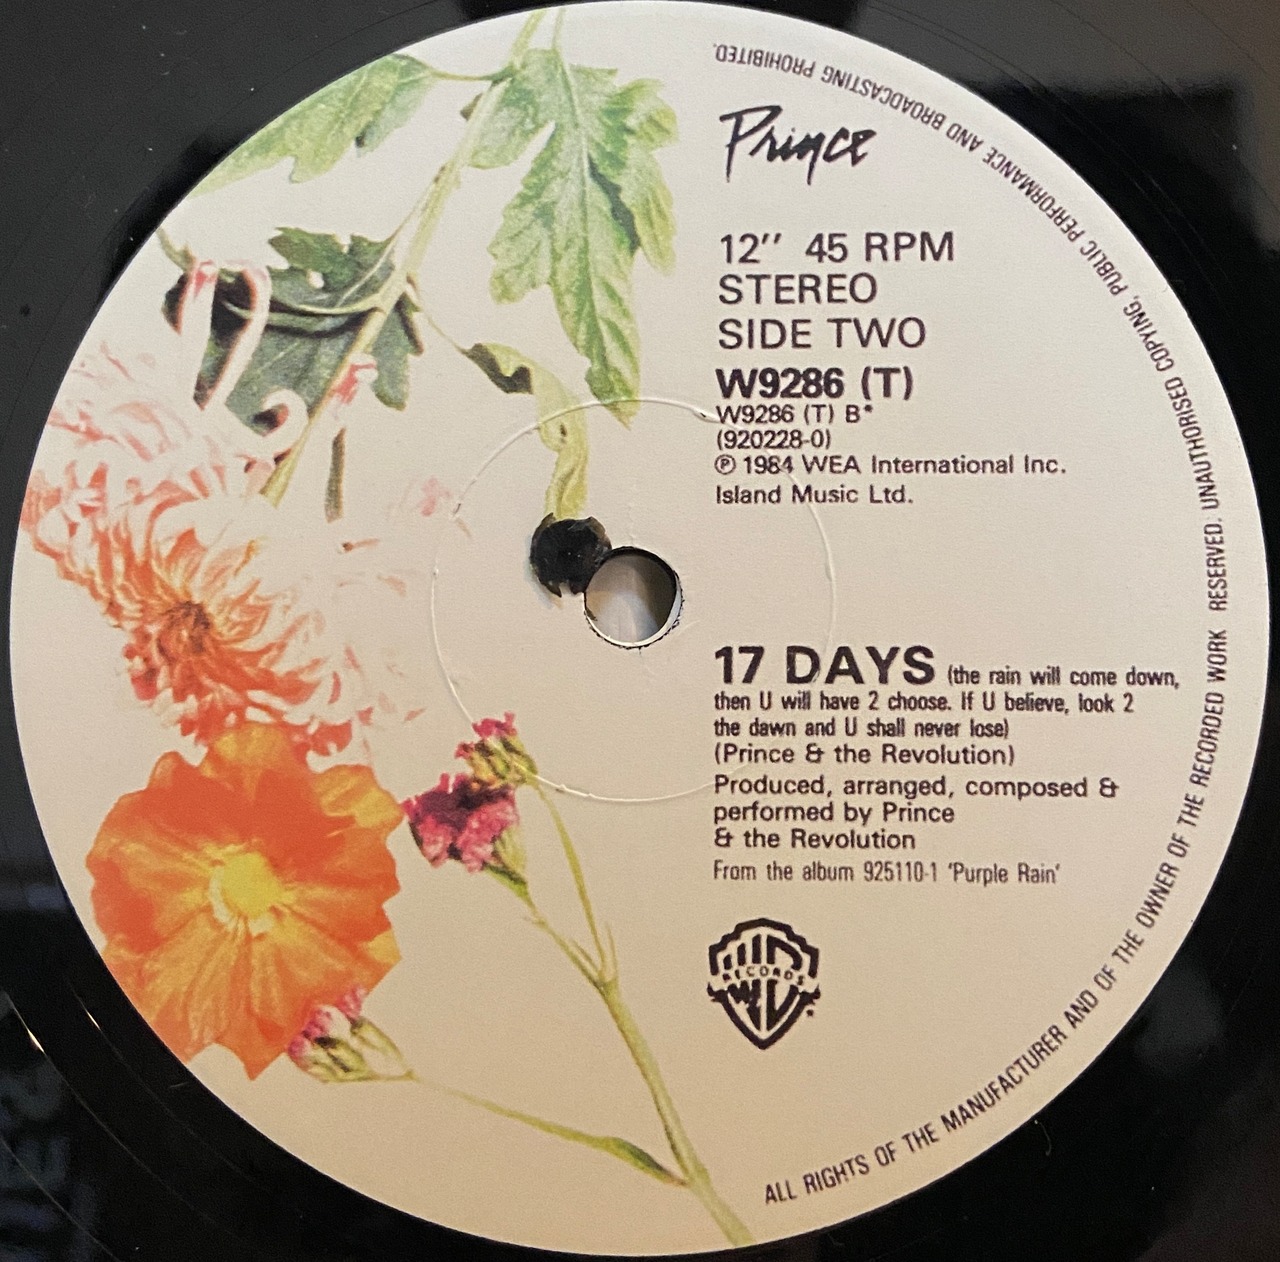 Prince
12″ 45 RPM
STEREO
SIDE TWO
W9286 (T)
W9286 (T) B*
(920228-0)
℗ 1984 WEA International Inc.
Island Music Ltd.
17 DAYS (the rain will come down,
then U will have 2 choose. If U believe, look 2
the dawn and U shall never lose)
(Prince & the Revolution)
Produced, arranged, composed &
performed by Prince
& the Revolution
From the album 925110-1 'Purple Rain'
RECORDS
ALL RIGHTS OF THE MANUFACTURER AND OF THE OWNER OF THE RECORDED WORK RESERVED. UNAUTHORISED COPYING, PUBLIC PERFORMANCE AND BROADCASTING PROHIBITED.